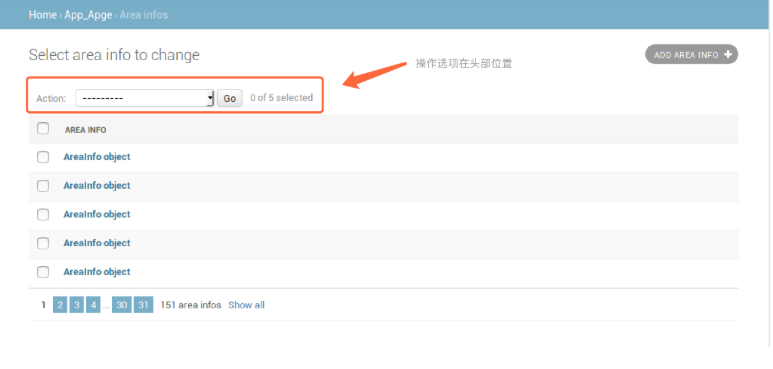 Home › App_Apge › Area infos
Select area info to change
ADD AREA INFO +
操作选项在头部位置
Action: --------- Go 0 of 5 selected
AREA INFO
AreaInfo object
AreaInfo object
AreaInfo object
AreaInfo object
AreaInfo object
1 2 3 4 ... 30 31 151 area infos Show all